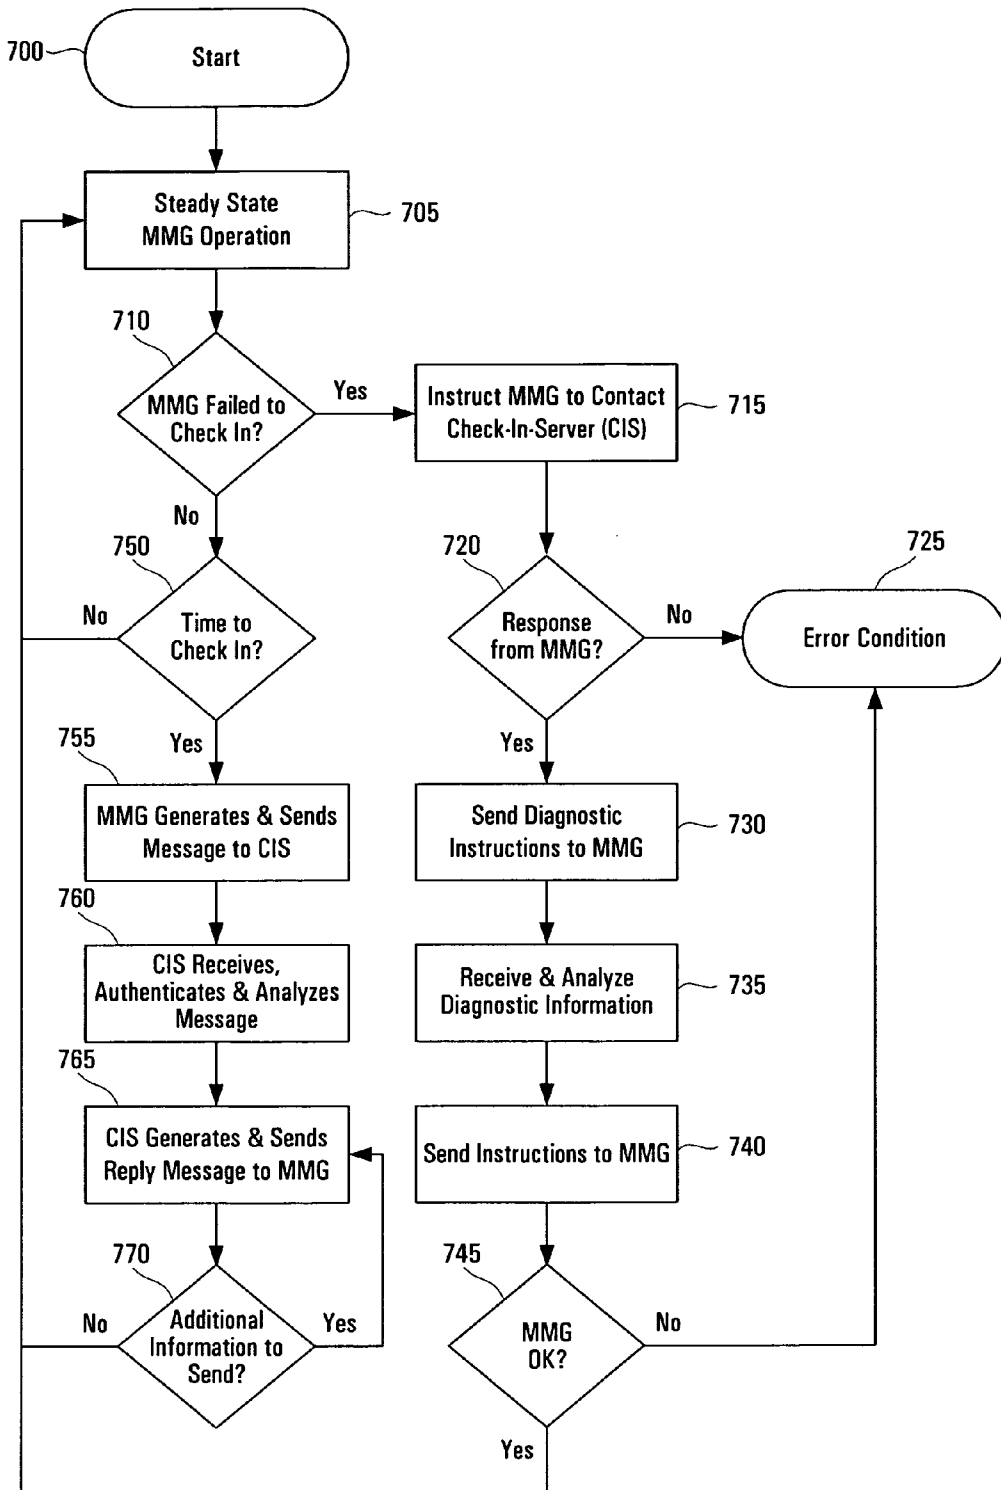 700
Start
Steady State
MMG Operation
705
710
MMG Failed to
Check In?
Yes
Instruct MMG to Contact
Check-In-Server (CIS)
715
No
750
Time to
Check In?
No
720
Response
from MMG?
No
725
Error Condition
Yes
755
MMG Generates & Sends
Message to CIS
Yes
Send Diagnostic
Instructions to MMG
730
760
CIS Receives,
Authenticates & Analyzes
Message
Receive & Analyze
Diagnostic Information
735
765
CIS Generates & Sends
Reply Message to MMG
Send Instructions to MMG
740
770
Additional
Information to
Send?
No
Yes
745
MMG
OK?
No
Yes